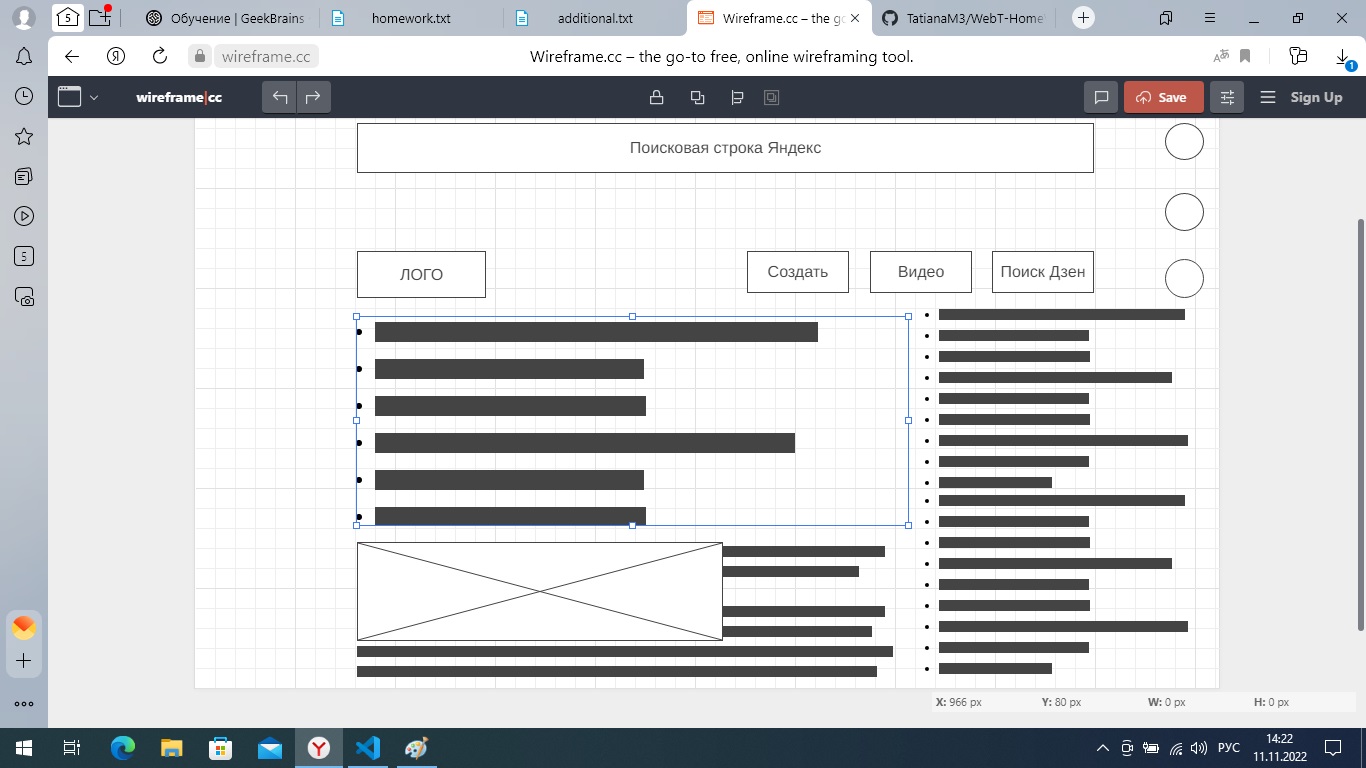 5
Обучение | GeekBrains
homework.txt
additional.txt
Wireframe.cc – the go
TatianaM3/WebT-Home
wireframe.cc
Wireframe.cc – the go-to free, online wireframing tool.
1
wireframe|cc
Save
Sign Up
Поисковая строка Яндекс
5
ЛОГО
Создать
Видео
Поиск Дзен
X: 966 px
Y: 80 px
W: 0 px
H: 0 px
РУС
14:22
11.11.2022